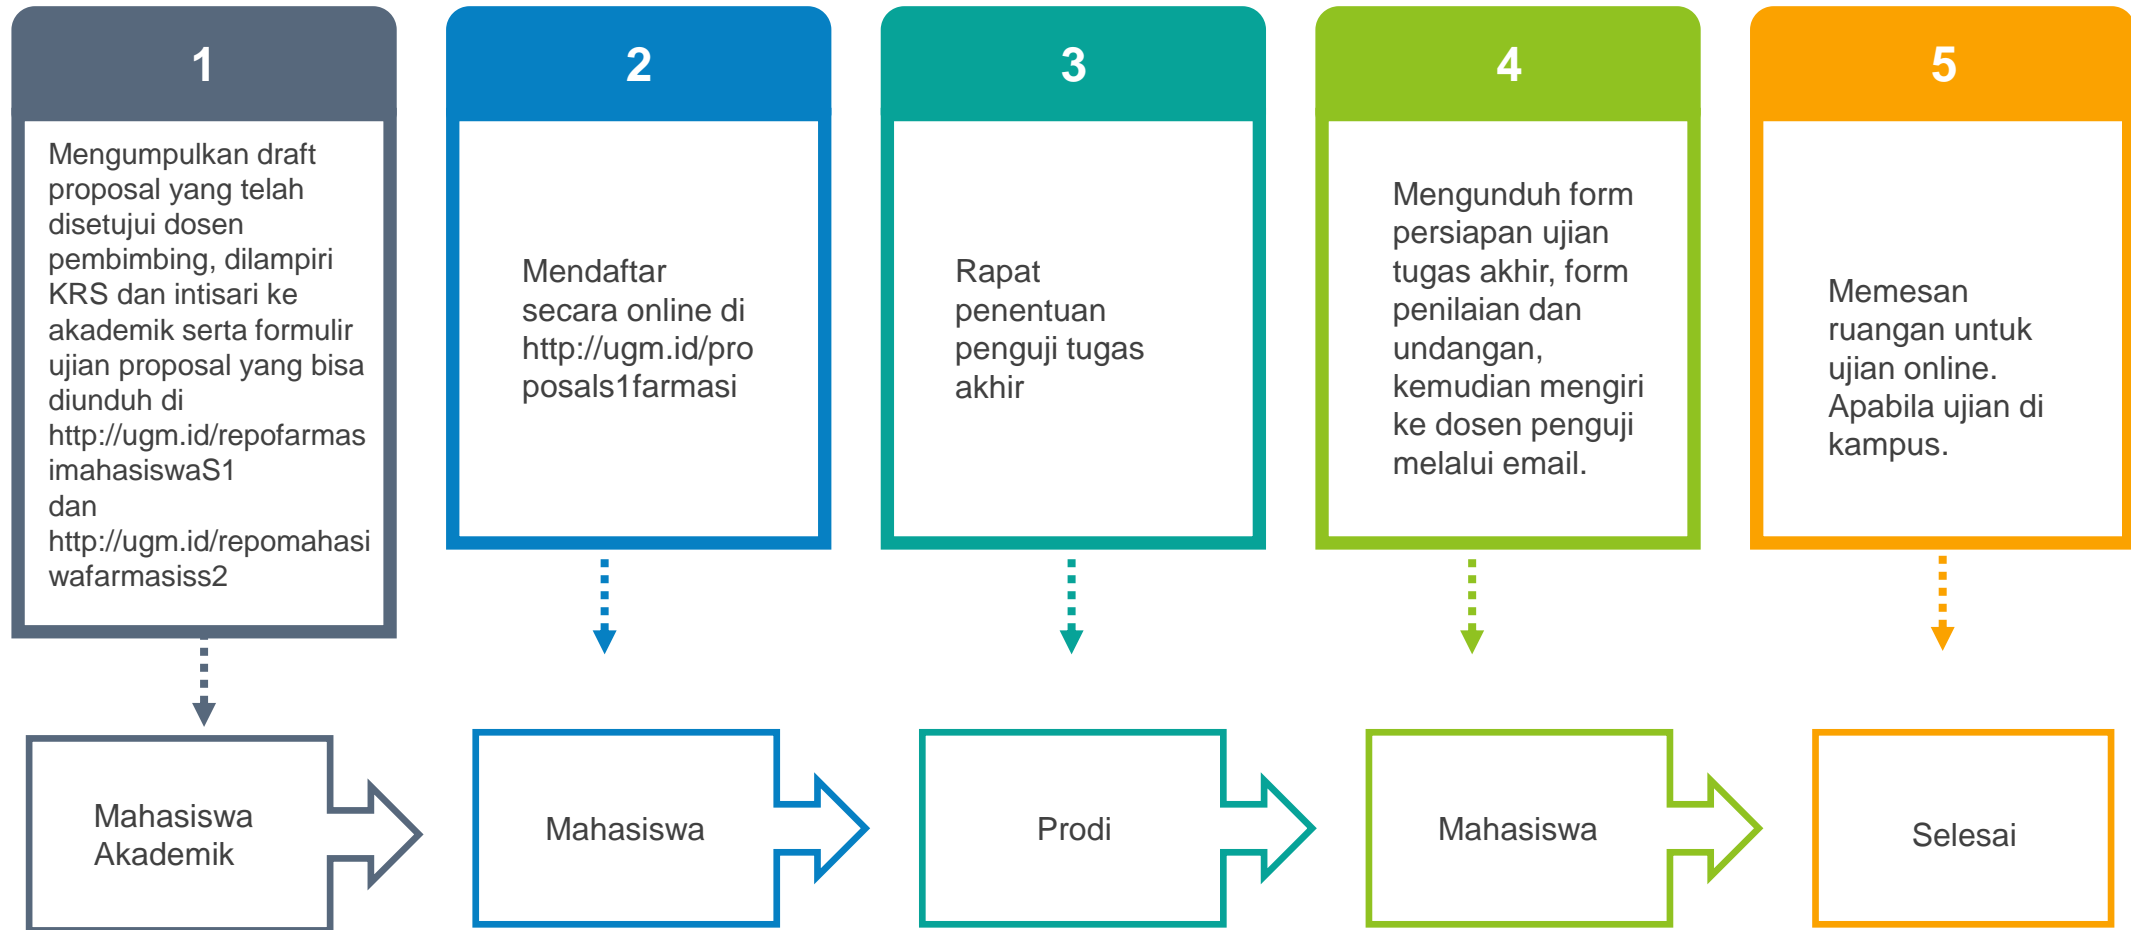 1
Mengumpulkan draft
proposal yang telah
disetujui dosen
pembimbing, dilampiri
KRS dan intisari ke
akademik serta formulir
ujian proposal yang bisa
diunduh di
http://ugm.id/repofarmas
imahasiswaS1
dan
http://ugm.id/repomahasi
wafarmasiss2
2
Mendaftar
secara online di
http://ugm.id/pro
posals1farmasi
3
Rapat
penentuan
penguji tugas
akhir
4
Mengunduh form
persiapan ujian
tugas akhir, form
penilaian dan
undangan,
kemudian mengiri
ke dosen penguji
melalui email.
5
Memesan
ruangan untuk
ujian online.
Apabila ujian di
kampus.
Mahasiswa
Akademik
Mahasiswa
Prodi
Mahasiswa
Selesai